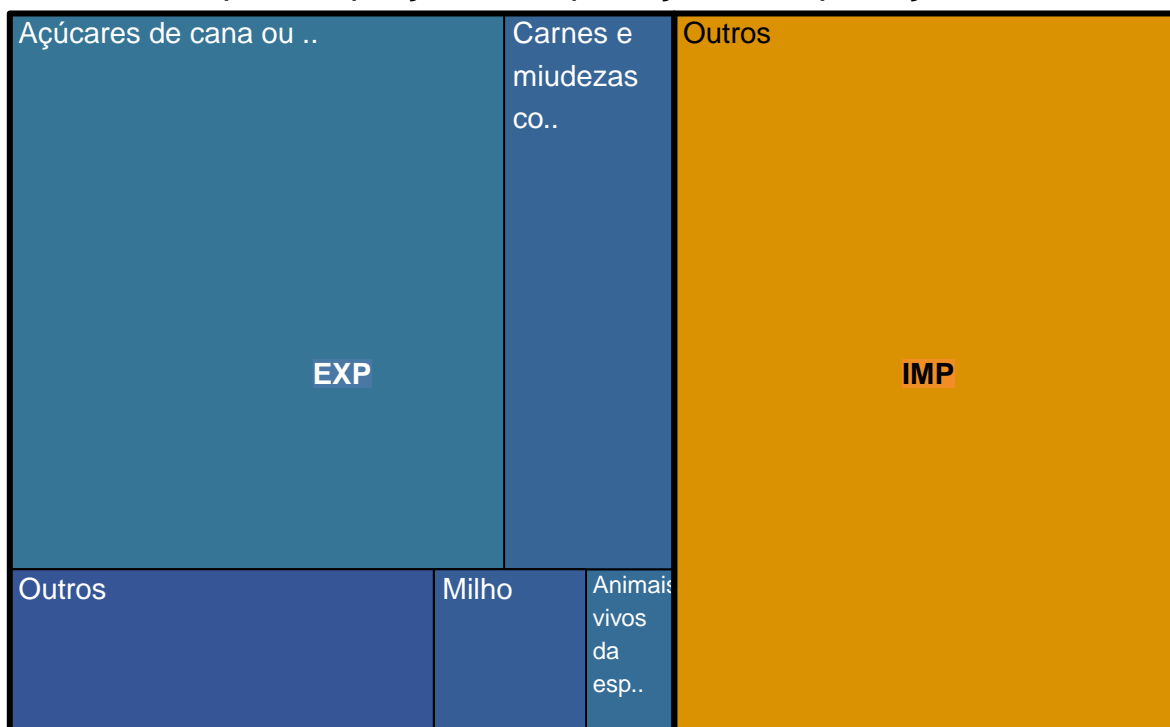 Açúcares de cana ou ..
Carnes e
miudezas
co..
Outros
EXP
IMP
Outros
Milho
Animais
vivos
da
esp..